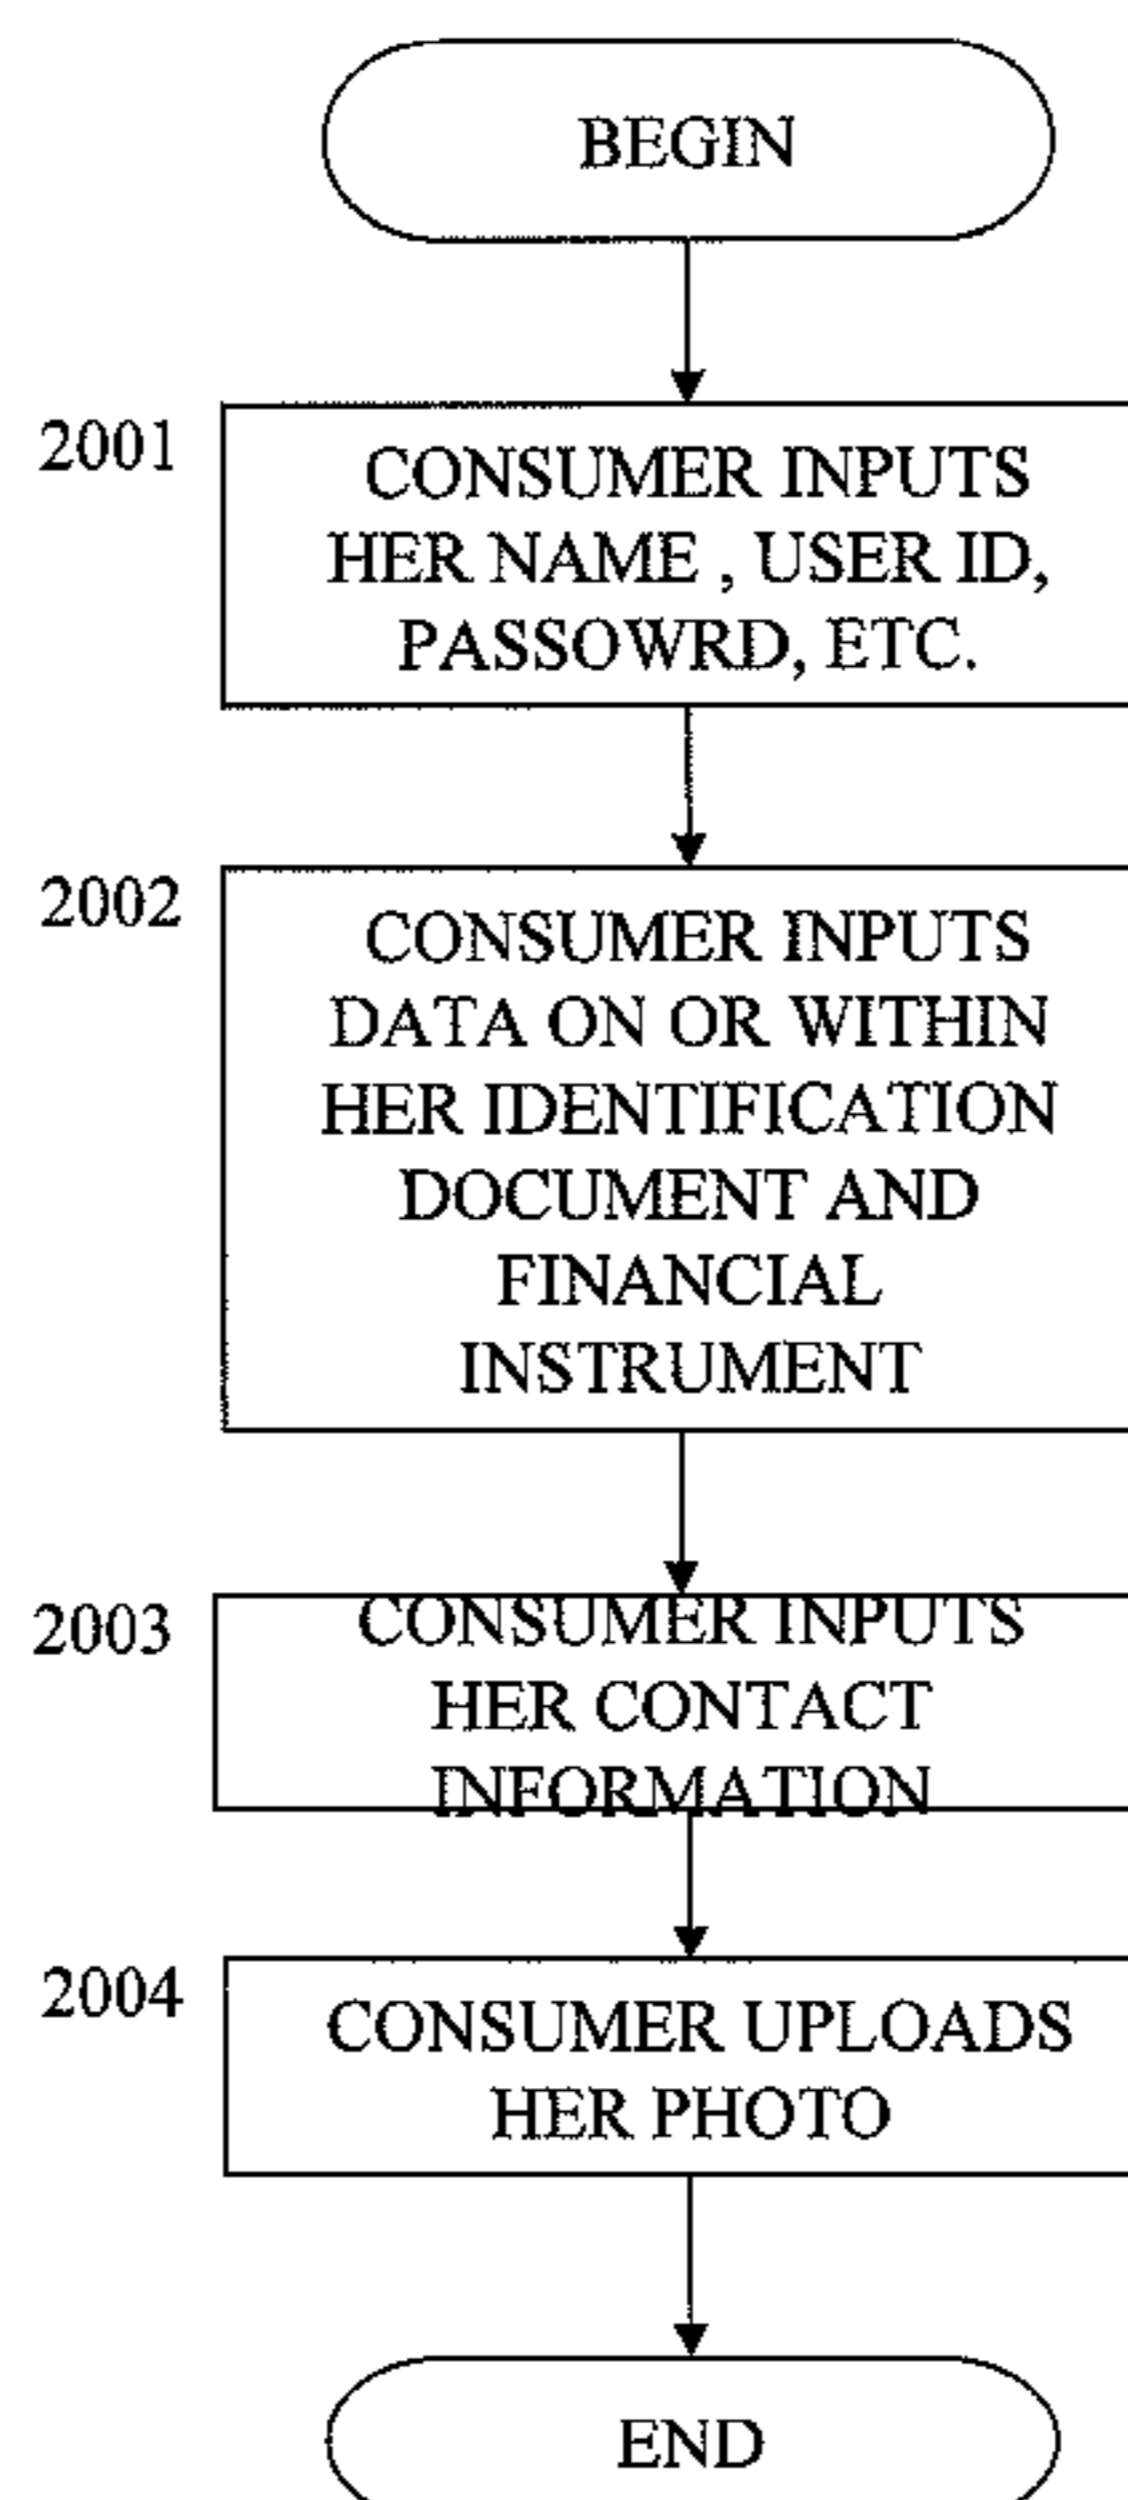 BEGIN
2001
CONSUMER INPUTS
HER NAME , USER ID,
PASSOWRD, ETC.
2002
CONSUMER INPUTS
DATA ON OR WITHIN
HER IDENTIFICATION
DOCUMENT AND
FINANCIAL
INSTRUMENT
2003
CONSUMER INPUTS
HER CONTACT
INFORMATION
2004
CONSUMER UPLOADS
HER PHOTO
END